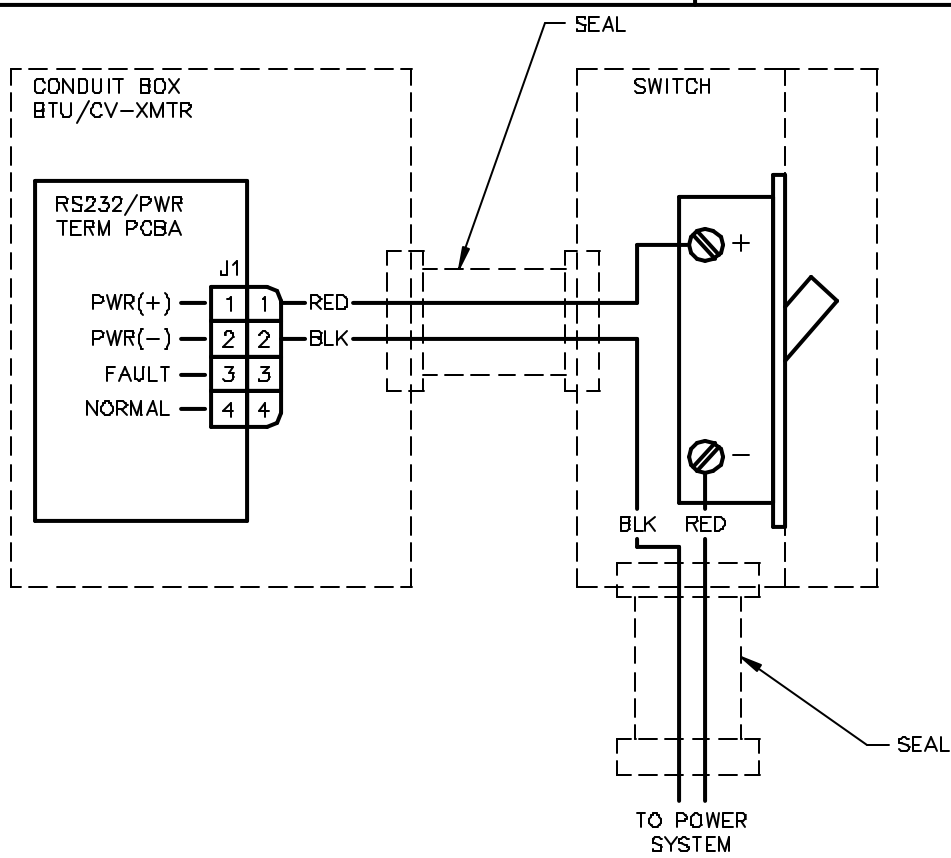 SEAL
CONDUIT BOX
BTU/CV-XMTR
SWITCH
RS232/PWR
TERM PCBA
J1
+
PWR(+) 1 1 RED
PWR(-) 2 2 BLK
FAULT 3 3
NORMAL 4 4
-
BLK RED
SEAL
TO POWER
SYSTEM